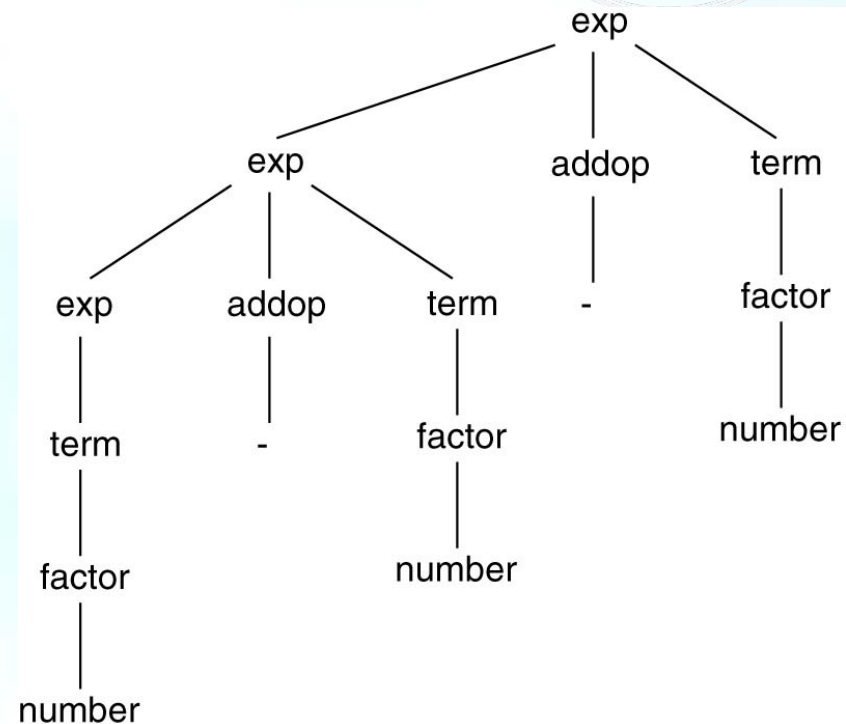 exp
exp addop term
exp addop term - factor
term - factor number
factor number
number